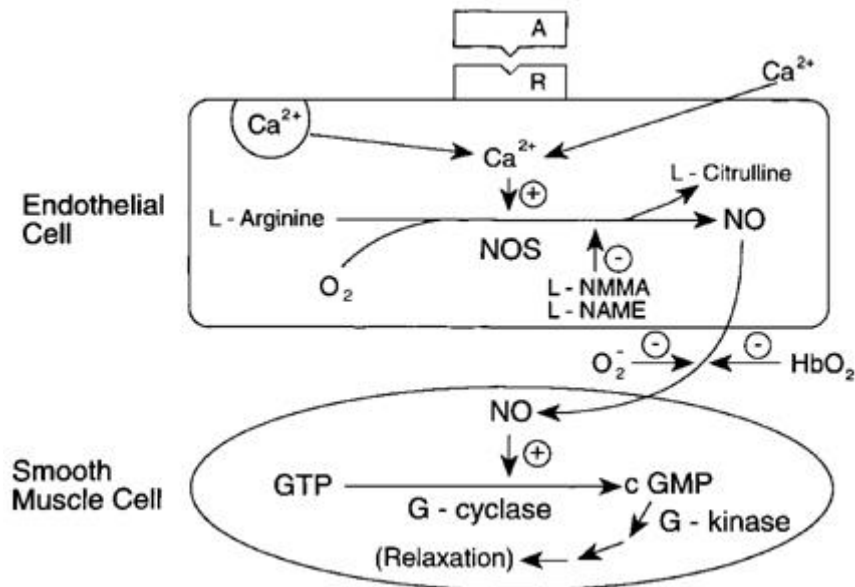 A
R
Ca²⁺
Ca²⁺
Ca²⁺
+
L - Citrulline
Endothelial
Cell
L - Arginine
NO
NOS
-
O₂
L - NMMA
L - NAME
O₂⁻
-
-
HbO₂
NO
+
Smooth
Muscle Cell
GTP
c GMP
G - cyclase
G - kinase
(Relaxation)